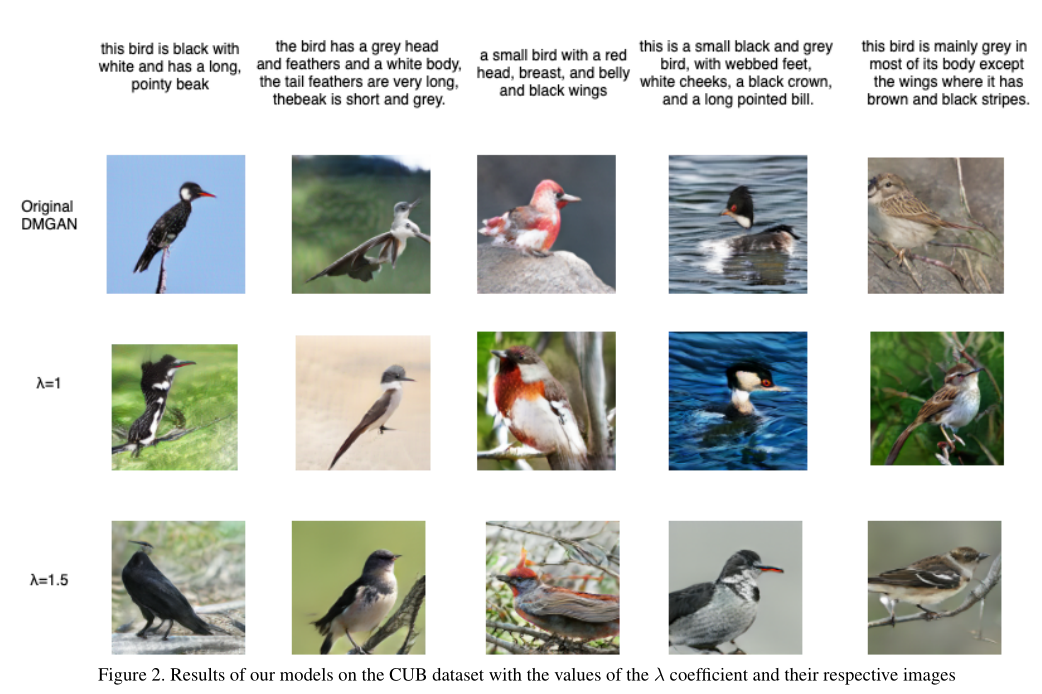 this bird is black with
white and has a long,
pointy beak
the bird has a grey head
and feathers and a white body,
the tail feathers are very long,
thebeak is short and grey.
a small bird with a red
head, breast, and belly
and black wings
this is a small black and grey
bird, with webbed feet,
white cheeks, a black crown,
and a long pointed bill.
this bird is mainly grey in
most of its body except
the wings where it has
brown and black stripes.
Original
DMGAN
λ=1
λ=1.5
Figure 2. Results of our models on the CUB dataset with the values of the λ coefficient and their respective images